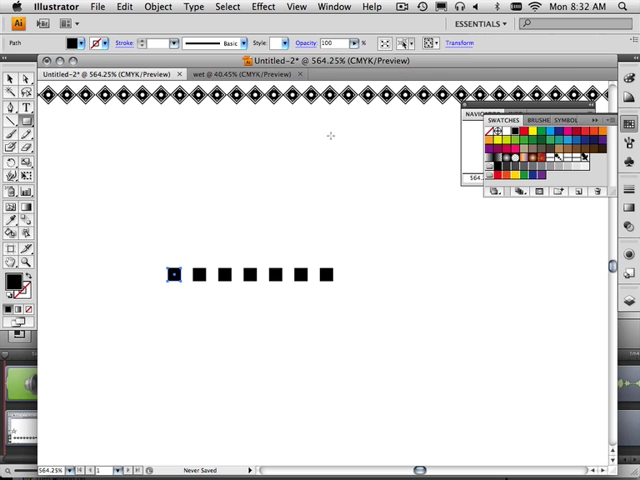 Illustrator File Edit Object Type Select Effect View Window Help Mon 8:32 AM
Ai Br ESSENTIALS
Path Stroke: Basic Style: Opacity: 100 % Transform
Untitled-2* @ 564.25% (CMYK/Preview)
Untitled-2* @ 564.25% (CMYK/Preview) wet @ 40.45% (CMYK/Preview)
SWATCHES BRUSHE SYMBOL
564.25% 1 Never Saved